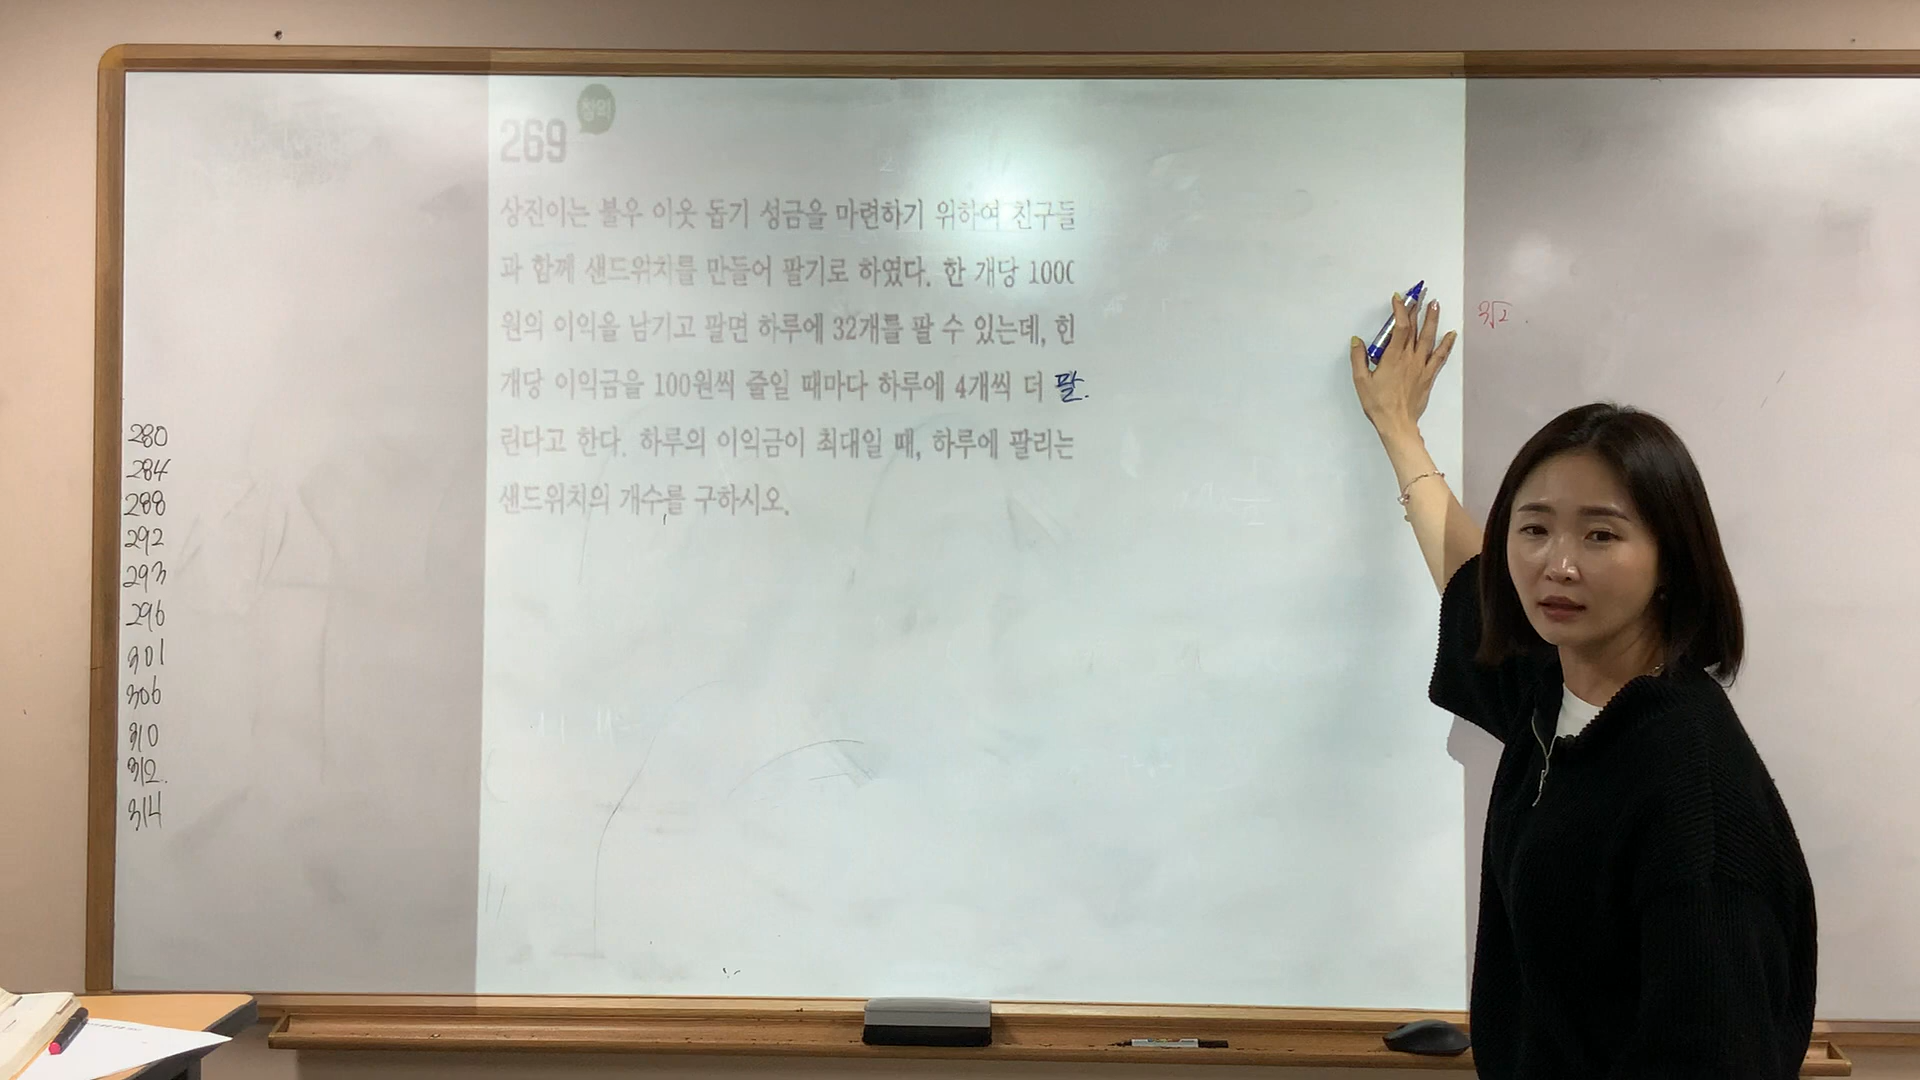 280
284
288
292
293
296
301
306
310
312.
314
창의
269
상진이는 불우 이웃 돕기 성금을 마련하기 위하여 친구들
과 함께 샌드위치를 만들어 팔기로 하였다. 한 개당 100
원의 이익을 남기고 팔면 하루에 32개를 팔 수 있는데, 한
개당 이익금을 100원씩 줄일 때마다 하루에 4개씩 더 팔.
린다고 한다. 하루의 이익금이 최대일 때, 하루에 팔리는
샌드위치의 개수를 구하시오.
3√2.